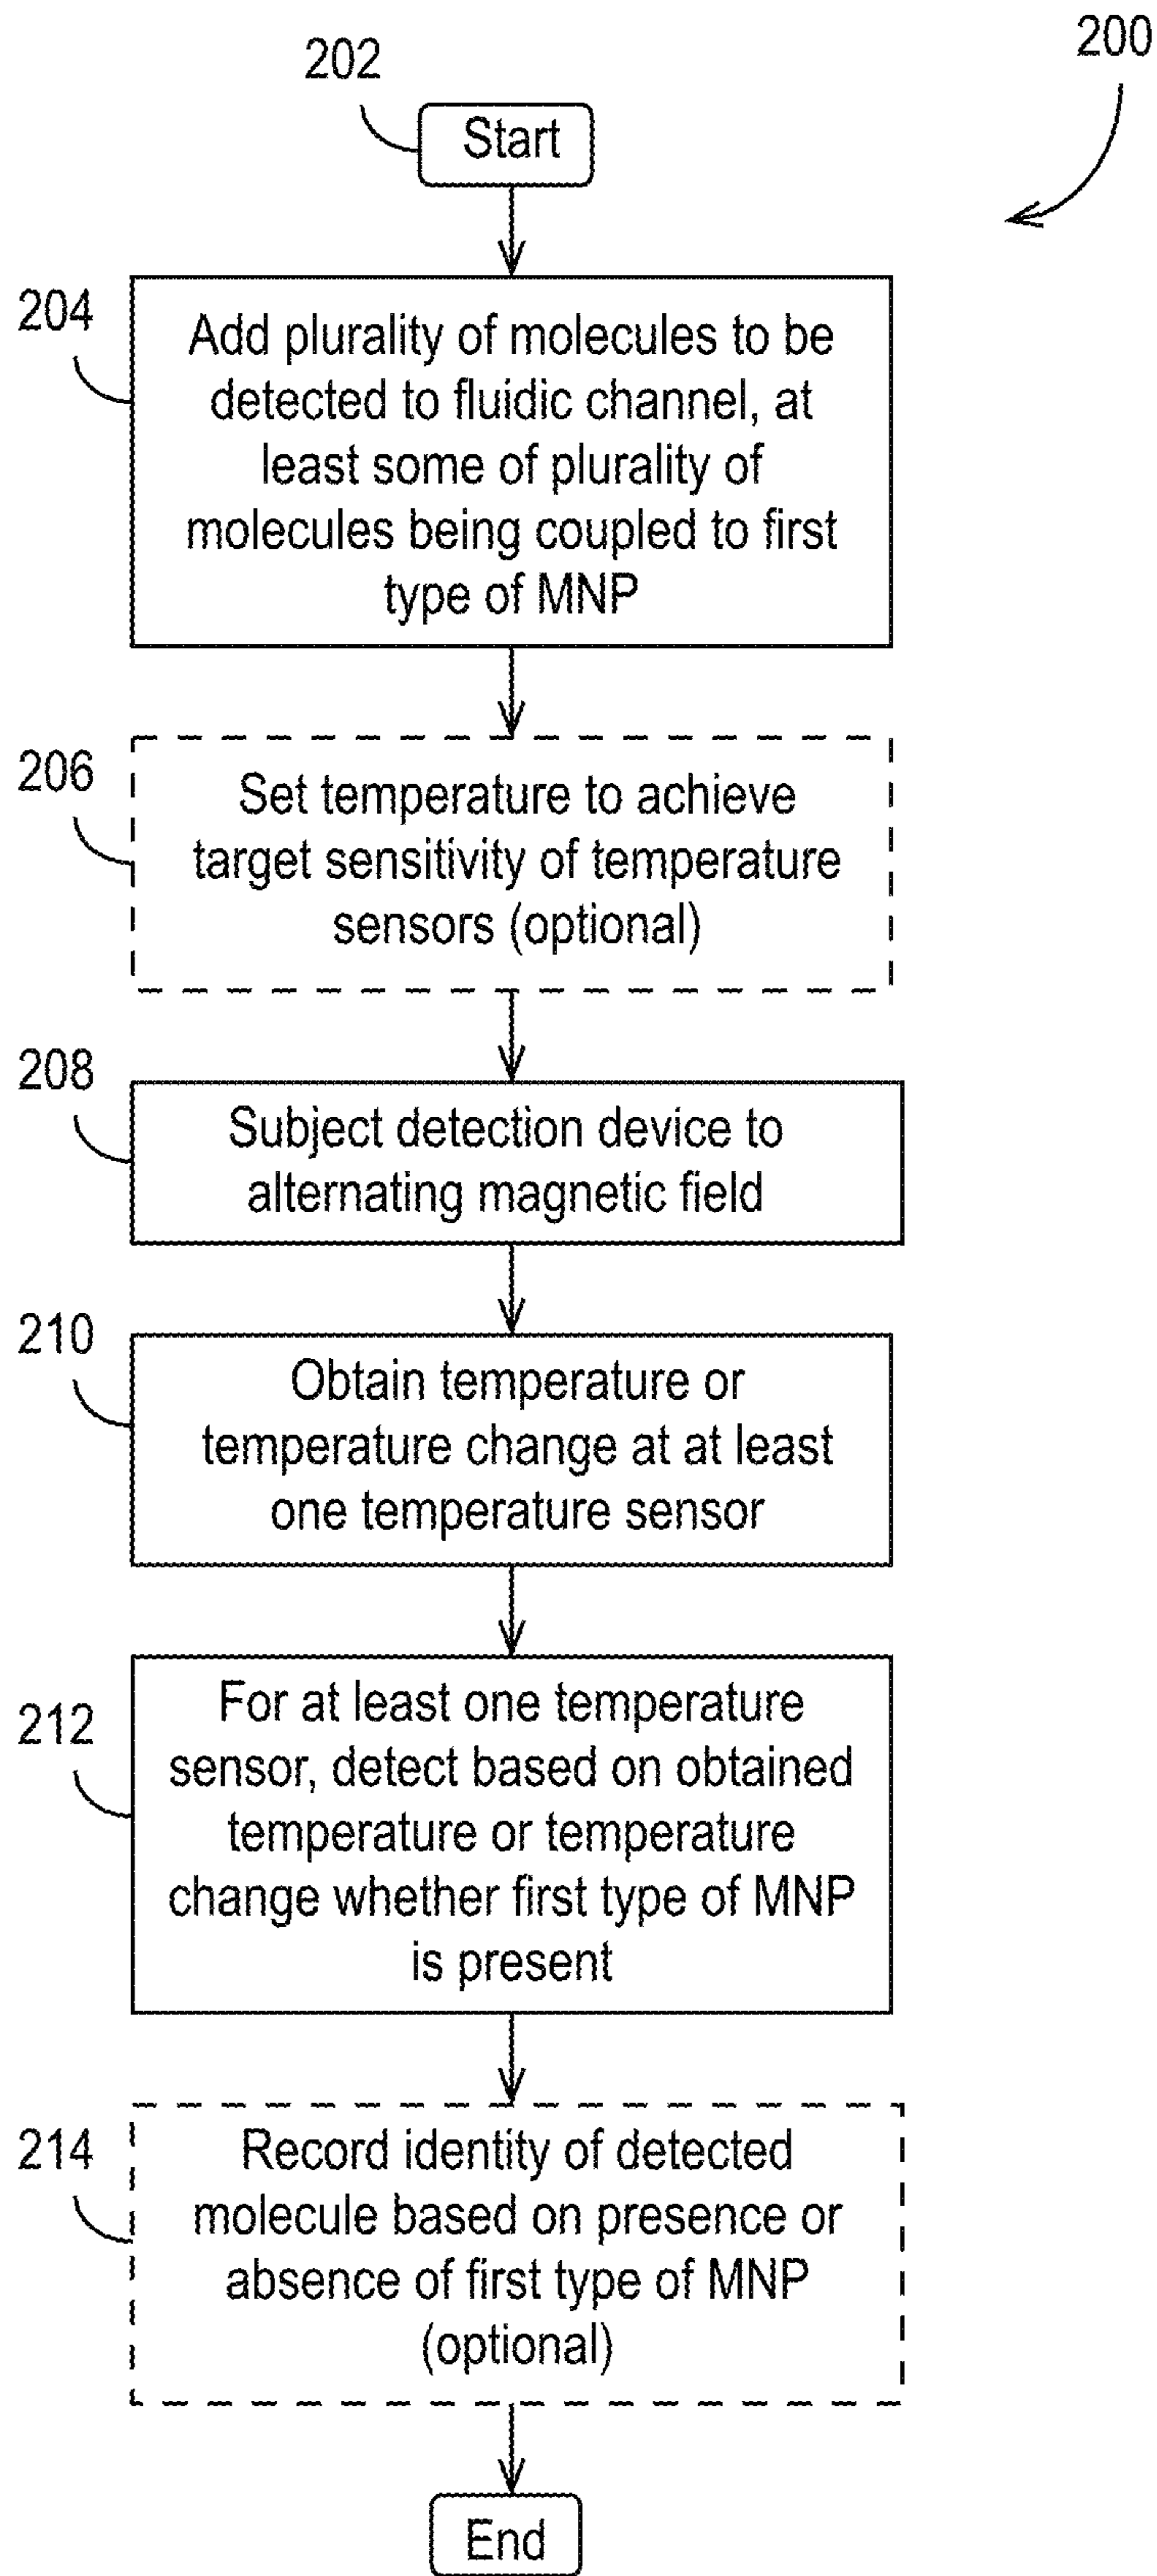 200
202
Start
204
Add plurality of molecules to be
detected to fluidic channel, at
least some of plurality of
molecules being coupled to first
type of MNP
206
Set temperature to achieve
target sensitivity of temperature
sensors (optional)
208
Subject detection device to
alternating magnetic field
210
Obtain temperature or
temperature change at at least
one temperature sensor
212
For at least one temperature
sensor, detect based on obtained
temperature or temperature
change whether first type of MNP
is present
214
Record identity of detected
molecule based on presence or
absence of first type of MNP
(optional)
End